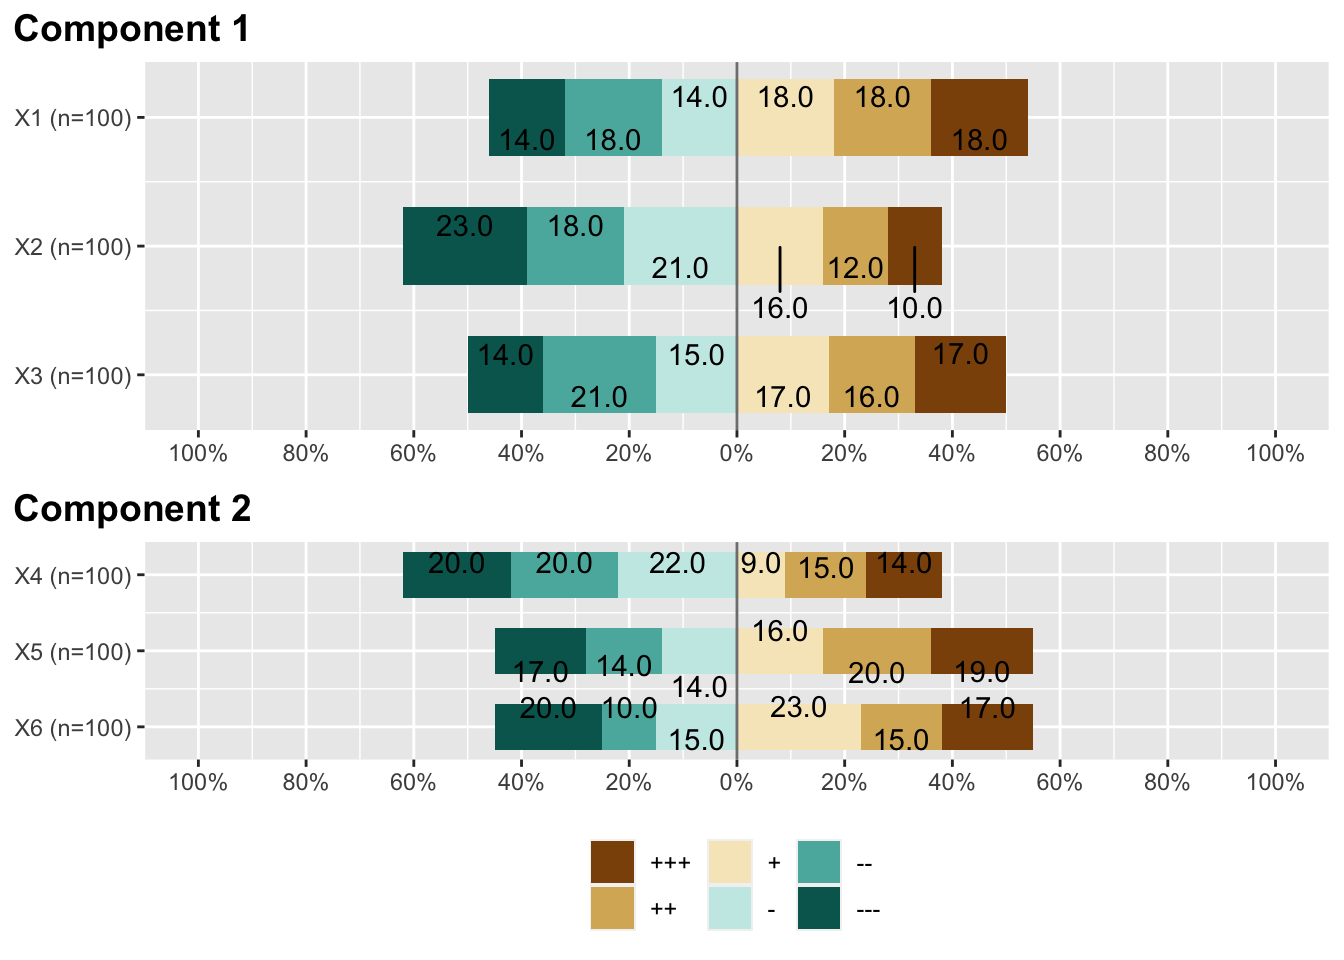 Component 1
X1 (n=100)
14.0 18.0 14.0 18.0 18.0 18.0
X2 (n=100)
23.0 18.0 21.0 16.0 12.0 10.0
X3 (n=100)
14.0 21.0 15.0 17.0 16.0 17.0
100% 80% 60% 40% 20% 0% 20% 40% 60% 80% 100%
Component 2
X4 (n=100)
20.0 20.0 22.0 9.0 15.0 14.0
X5 (n=100)
17.0 14.0 14.0 16.0 20.0 19.0
X6 (n=100)
20.0 10.0 15.0 23.0 15.0 17.0
100% 80% 60% 40% 20% 0% 20% 40% 60% 80% 100%
+++ + --
++ - ---